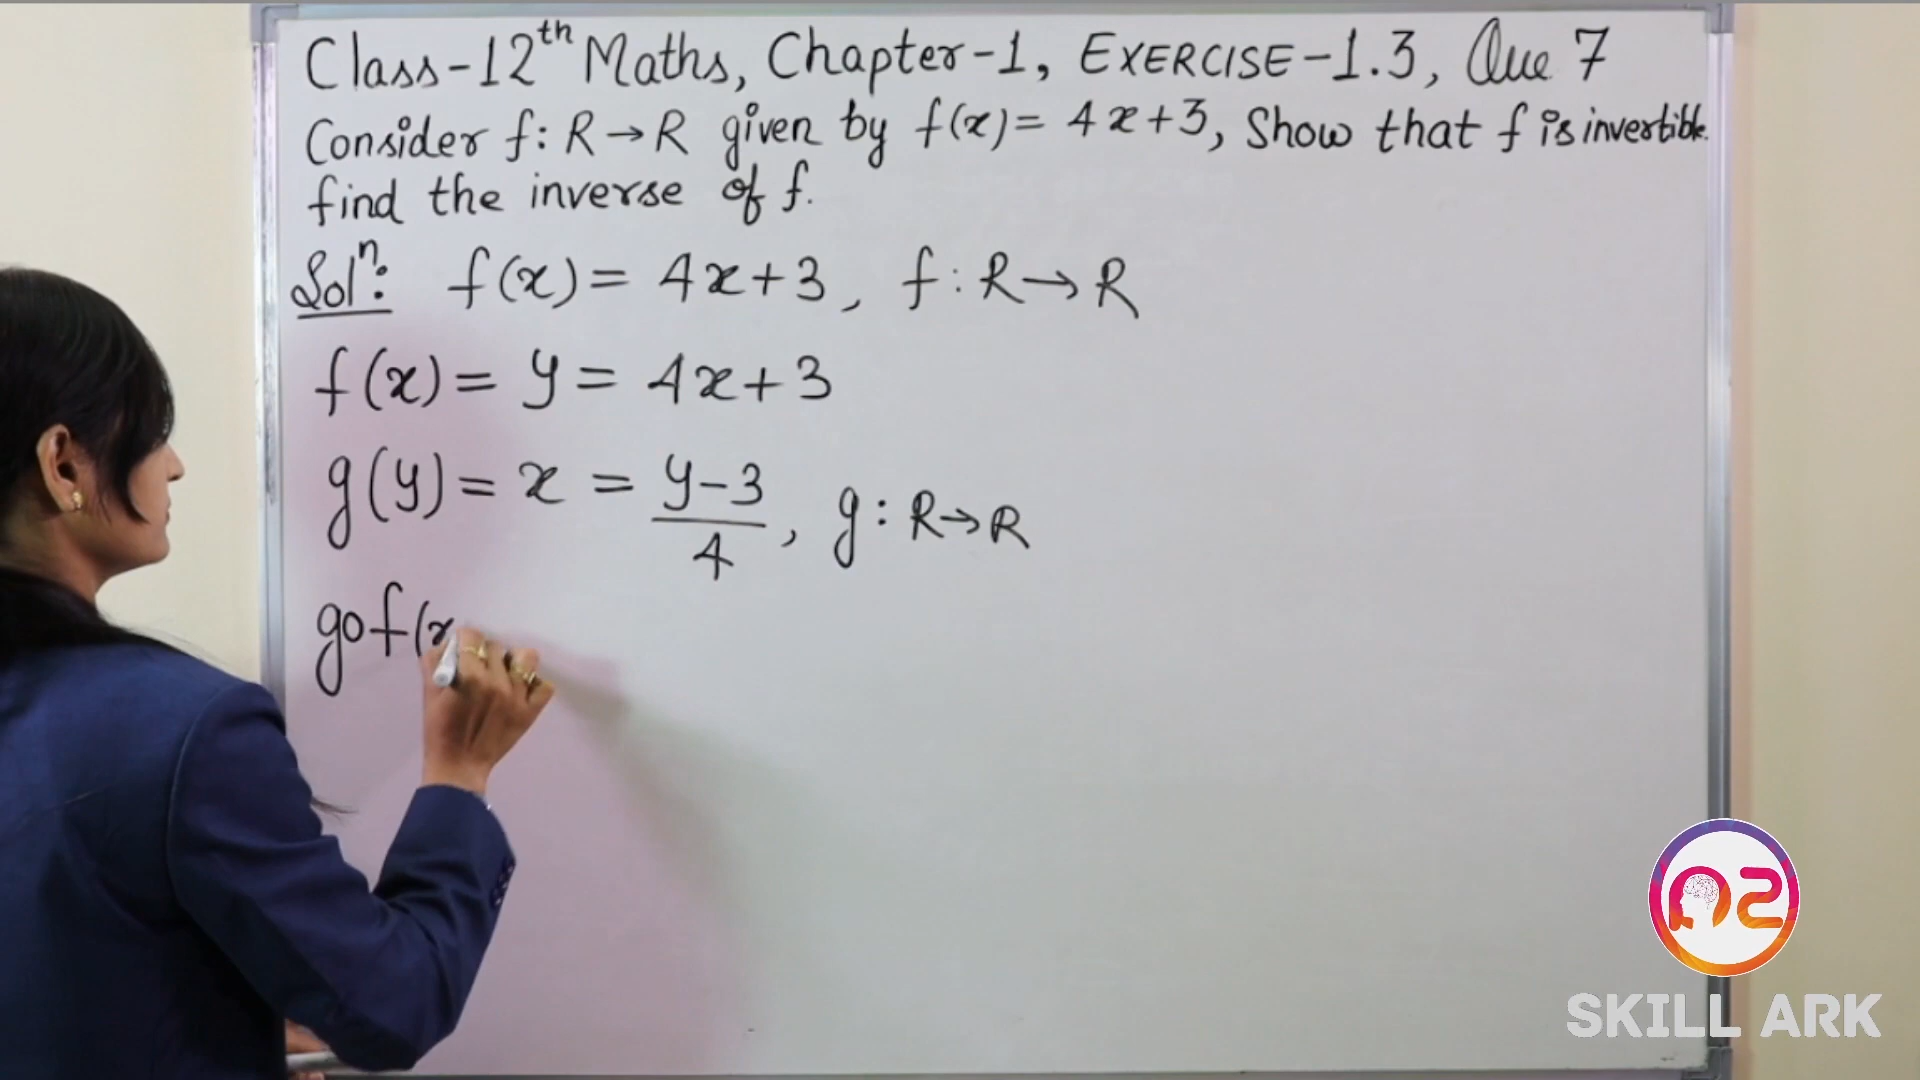 Class-12th Maths, Chapter-1, EXERCISE-1.3, Que 7
Consider f: R→R given by f(x)= 4x+3, Show that f is invertible.
find the inverse of f.
Solⁿ: f(x)= 4x+3, f:R→R
f(x)= y = 4x+3
g(y)= x = (y-3)/4, g:R→R
gof(x
SKILL ARK